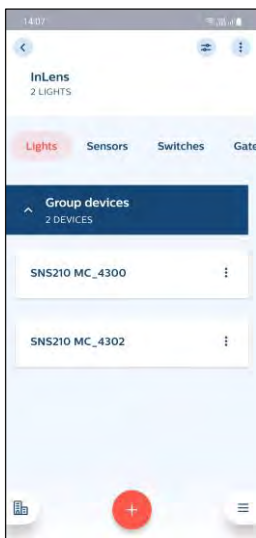 14:07
InLens
2 LIGHTS
Lights Sensors Switches Gate
Group devices
2 DEVICES
SNS210 MC_4300
SNS210 MC_4302